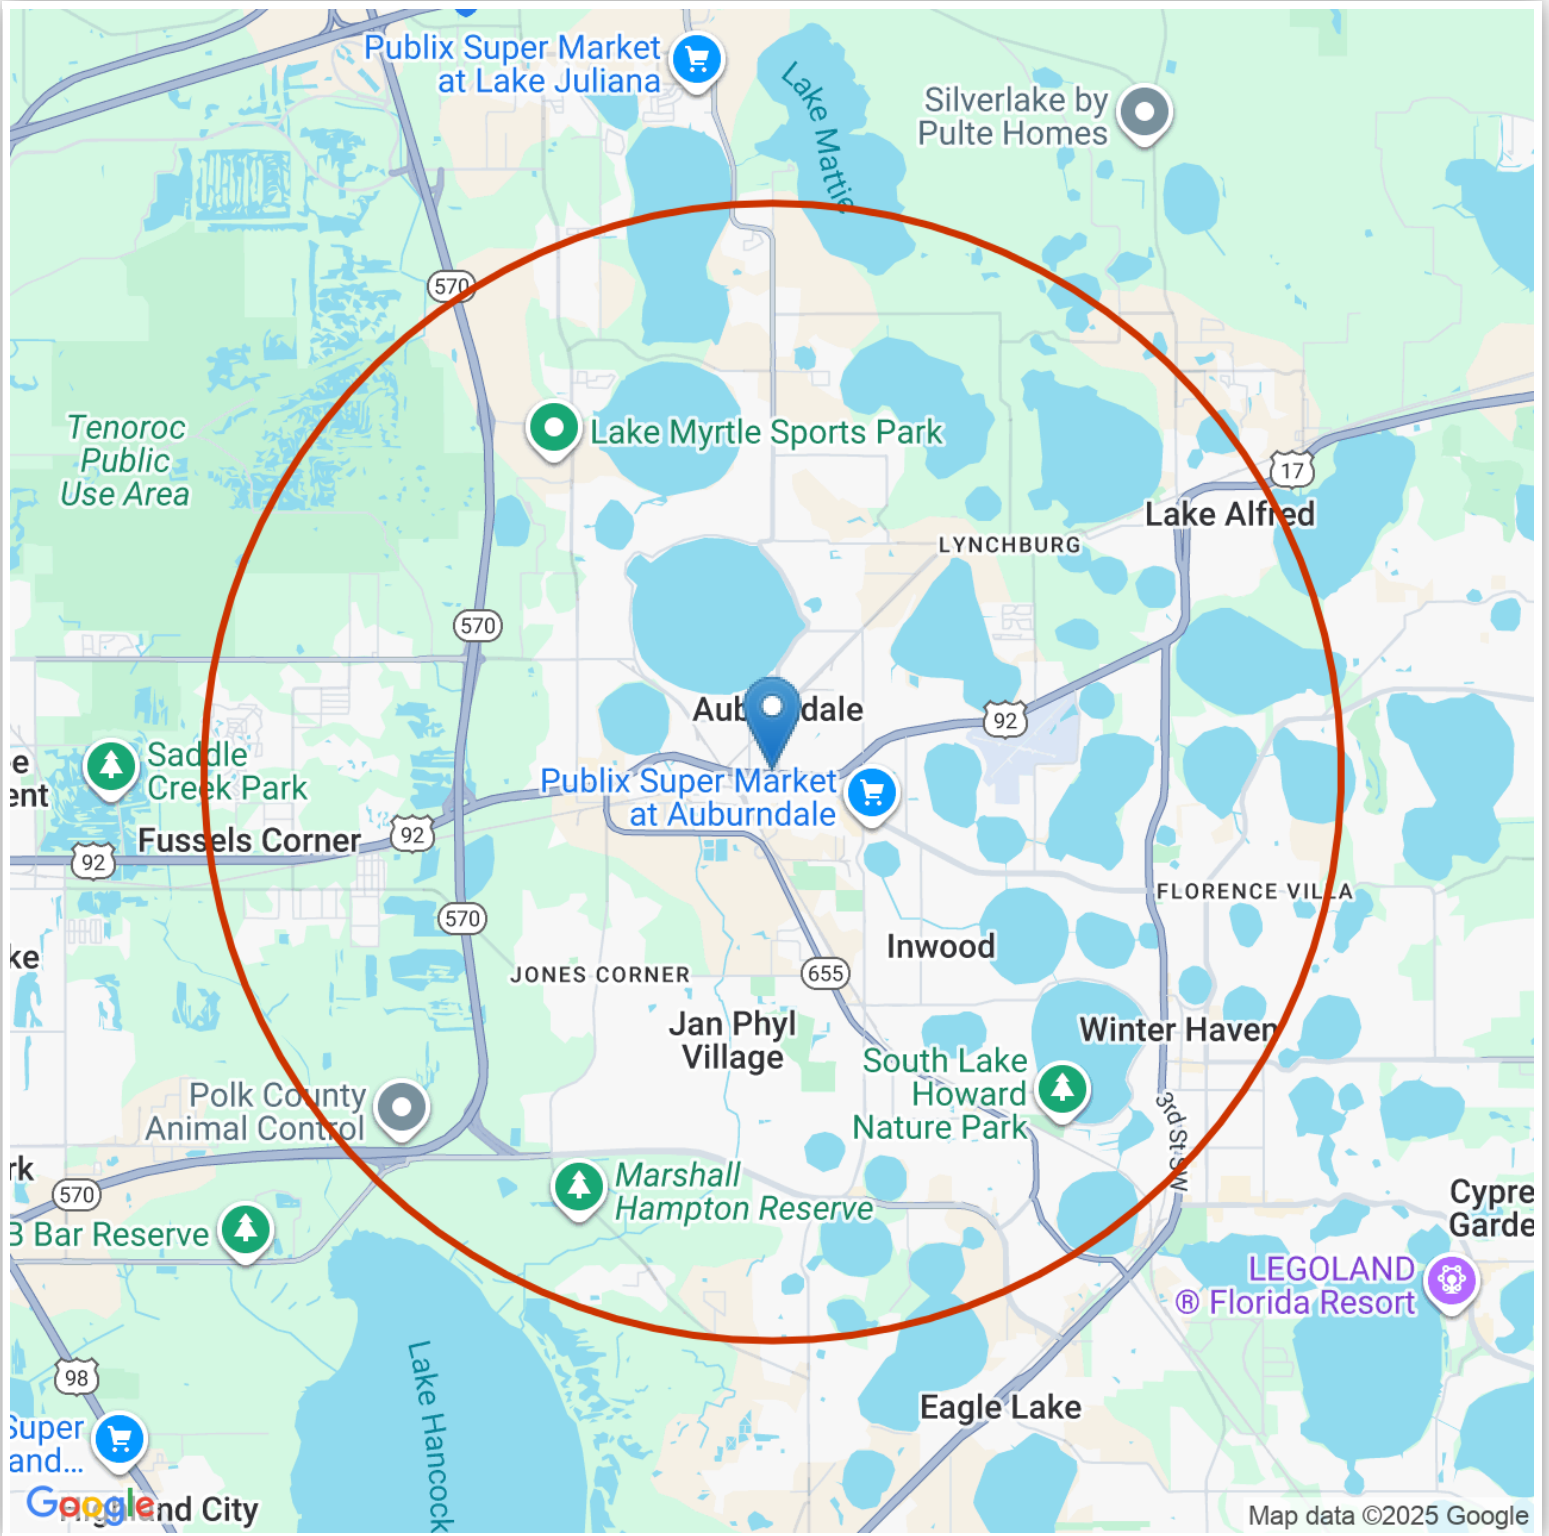 Publix Super Market
at Lake Juliana
Lake Mattie
Silverlake by
Pulte Homes
570
Tenoroc
Public
Use Area
Lake Myrtle Sports Park
17
Lake Alfred
LYNCHBURG
570
Auburndale
92
Saddle
Creek Park
Publix Super Market
at Auburndale
e
ent
Fussels Corner
92
92
FLORENCE VILLA
570
Inwood
ke
JONES CORNER
655
Jan Phyl
Village
Winter Haven
South Lake
Howard
Nature Park
Polk County
Animal Control
3rd St SW
rk
570
Marshall
Hampton Reserve
Cypre
Garde
B Bar Reserve
LEGOLAND
® Florida Resort
Lake Hancock
98
Eagle Lake
Super
and...
Google
nd City
Map data ©2025 Google